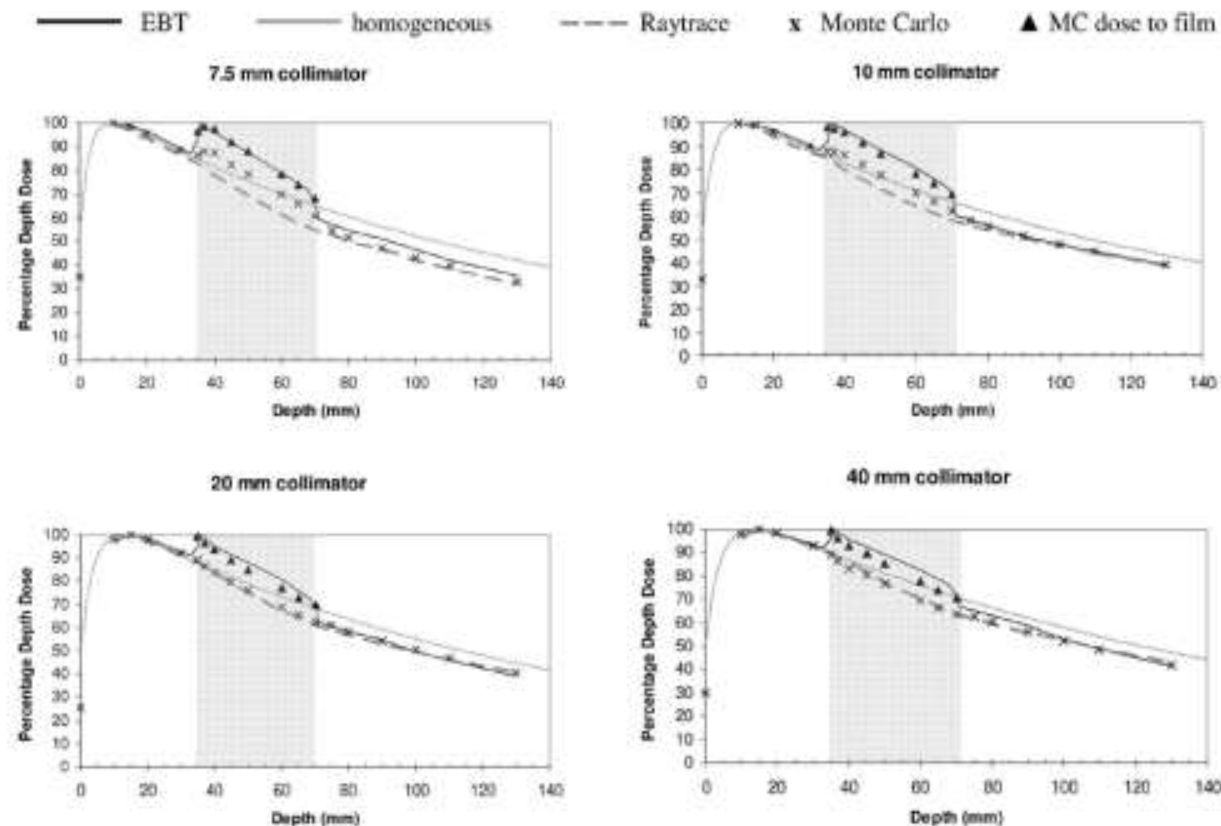 EBT homogeneous Raytrace x Monte Carlo MC dose to film
7.5 mm collimator
Percentage Depth Dose
100
90
80
70
60
50
40
30
20
10
0
0 20 40 60 80 100 120 140
Depth (mm)
10 mm collimator
Percentage Depth Dose
100
90
80
70
60
50
40
30
20
10
0
0 20 40 60 80 100 120 140
Depth (mm)
20 mm collimator
Percentage Depth Dose
100
90
80
70
60
50
40
30
20
10
0
0 20 40 60 80 100 120 140
Depth (mm)
40 mm collimator
Percentage Depth Dose
100
90
80
70
60
50
40
30
20
10
0
0 20 40 60 80 100 120 140
Depth (mm)